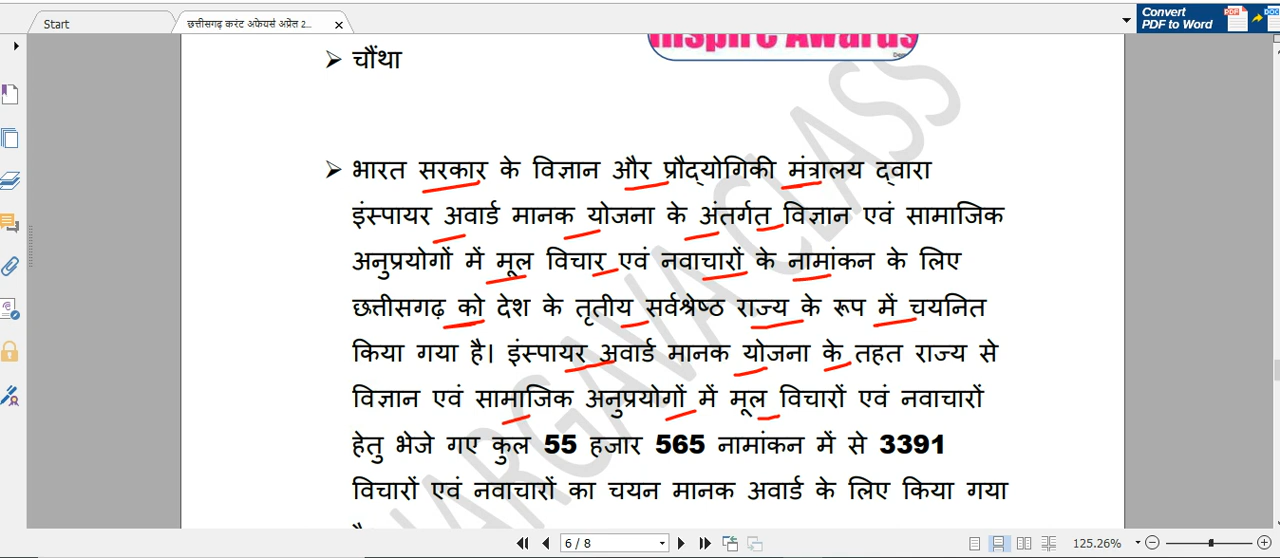 Start
छत्तीसगढ़ करंट अफेयर्स अप्रैल 2...
Convert
PDF to Word
Inspire Awards
➢ चौंथा
➢ भारत सरकार के विज्ञान और प्रौद्योगिकी मंत्रालय द्वारा
इंस्पायर अवार्ड मानक योजना के अंतर्गत विज्ञान एवं सामाजिक
अनुप्रयोगों में मूल विचार एवं नवाचारों के नामांकन के लिए
छत्तीसगढ़ को देश के तृतीय सर्वश्रेष्ठ राज्य के रूप में चयनित
किया गया है। इंस्पायर अवार्ड मानक योजना के तहत राज्य से
विज्ञान एवं सामाजिक अनुप्रयोगों में मूल विचारों एवं नवाचारों
हेतु भेजे गए कुल 55 हजार 565 नामांकन में से 3391
विचारों एवं नवाचारों का चयन मानक अवार्ड के लिए किया गया
6 / 8
125.26%